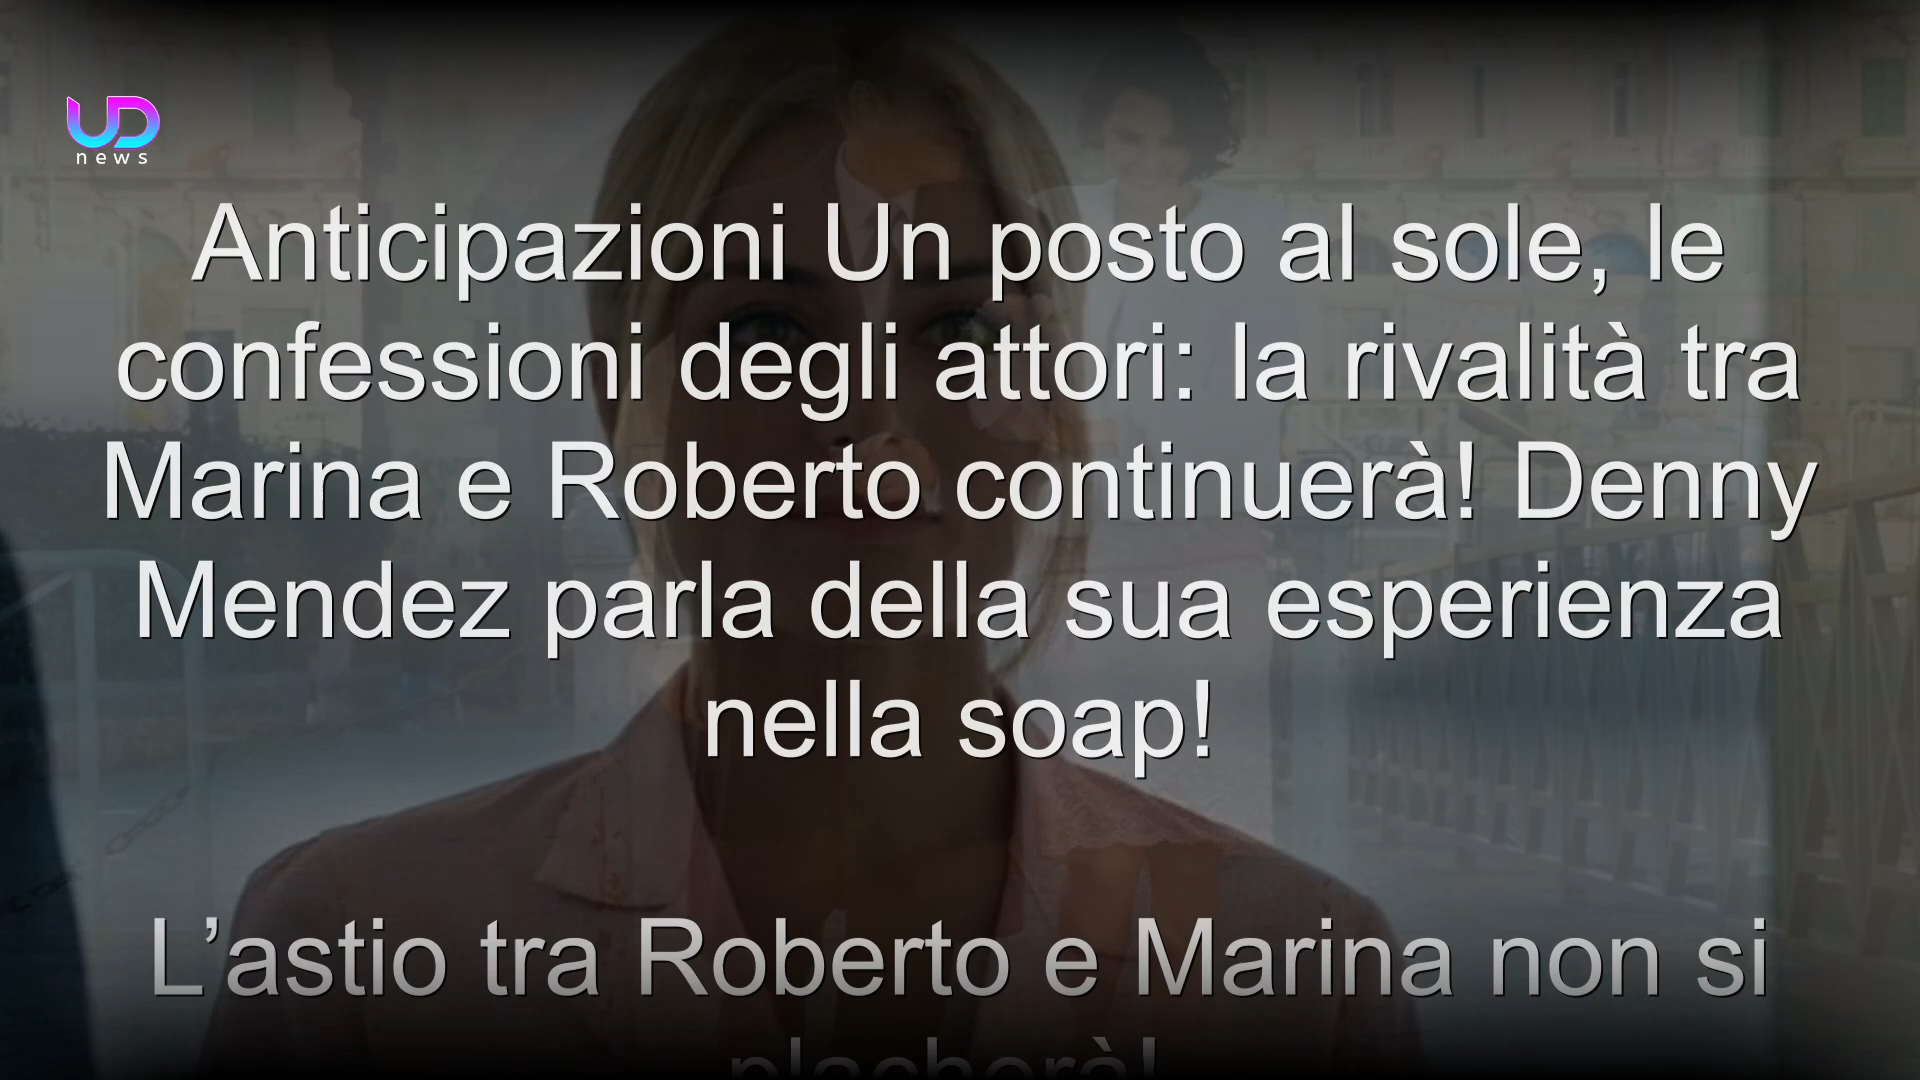 UD
news
Anticipazioni Un posto al sole, le
confessioni degli attori: la rivalità tra
Marina e Roberto continuerà! Denny
Mendez parla della sua esperienza
nella soap!
L’astio tra Roberto e Marina non si
placherà!